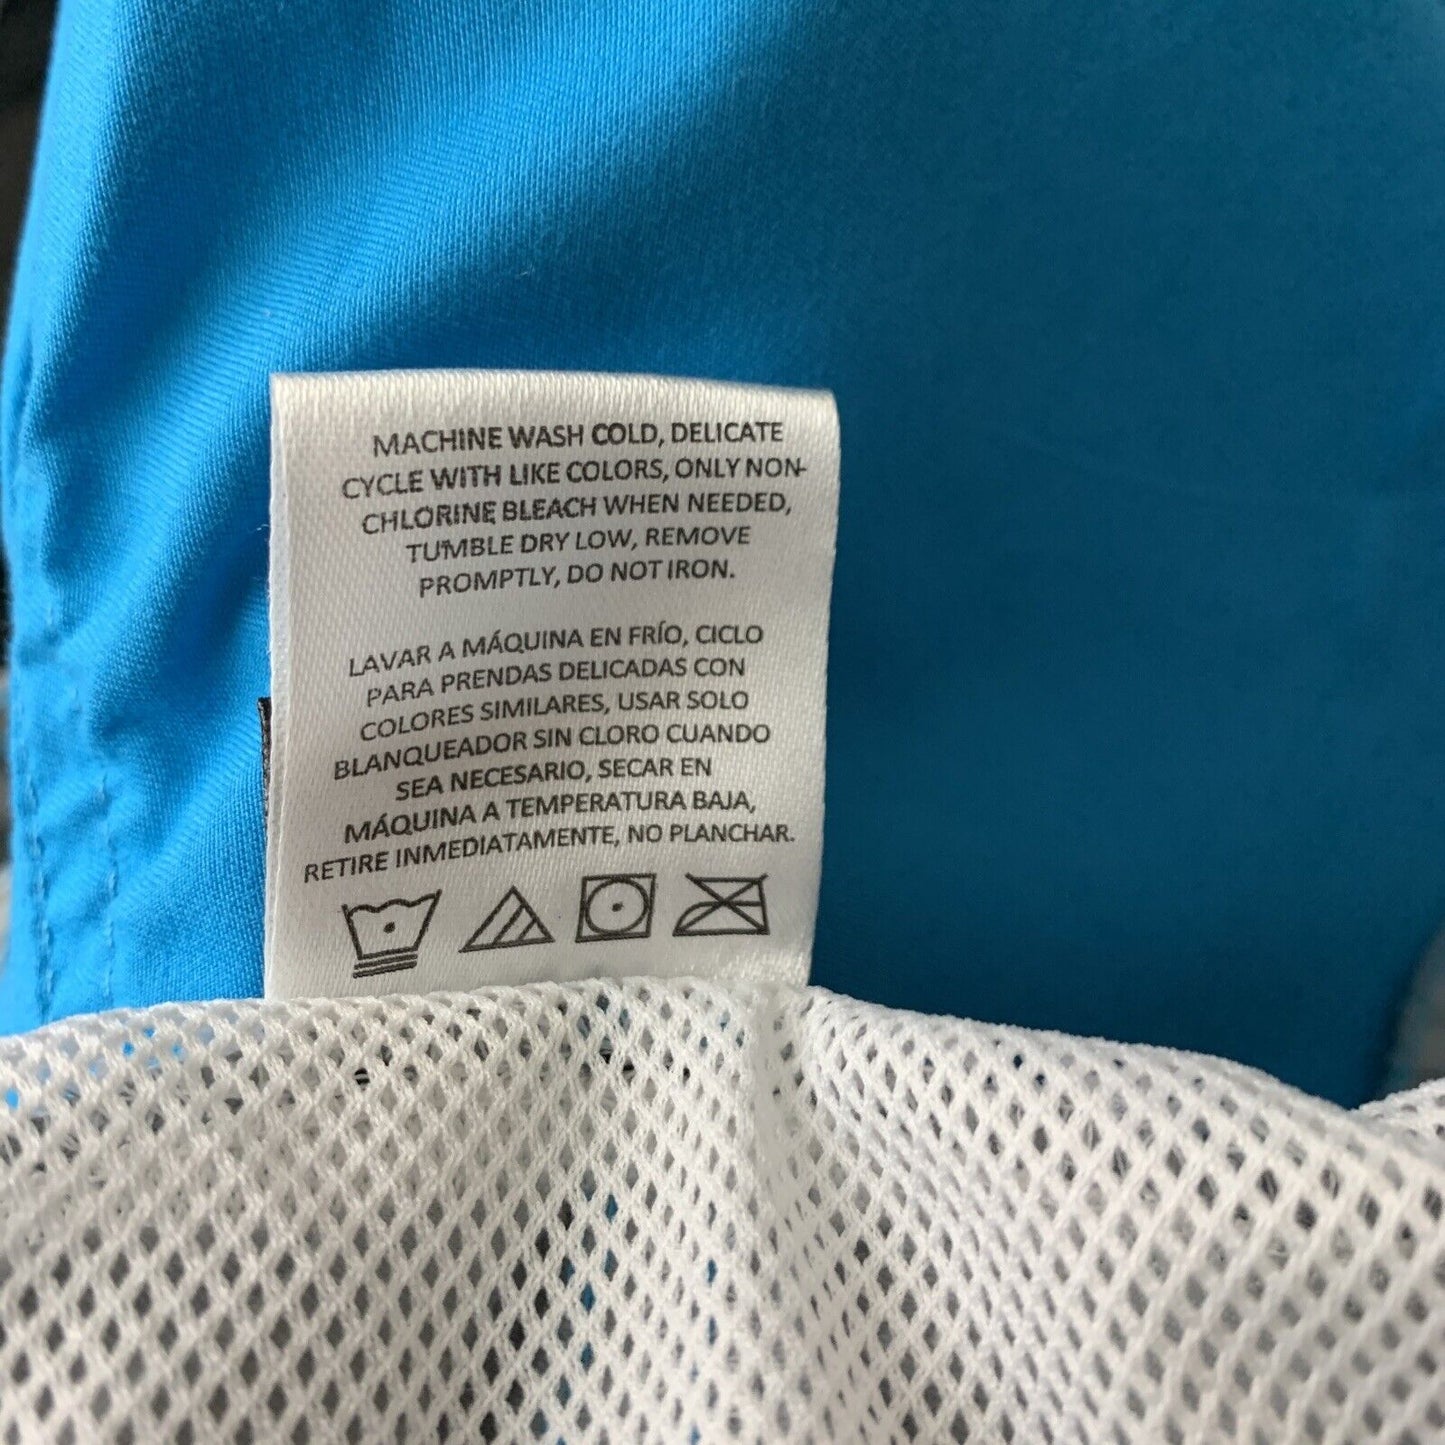 MACHINE WASH COLD, DELICATE
CYCLE WITH LIKE COLORS, ONLY NON-
CHLORINE BLEACH WHEN NEEDED,
TUMBLE DRY LOW, REMOVE
PROMPTLY, DO NOT IRON.
LAVAR A MÁQUINA EN FRÍO, CICLO
PARA PRENDAS DELICADAS CON
COLORES SIMILARES, USAR SOLO
BLANQUEADOR SIN CLORO CUANDO
SEA NECESARIO, SECAR EN
MÁQUINA A TEMPERATURA BAJA,
RETIRE INMEDIATAMENTE, NO PLANCHAR.